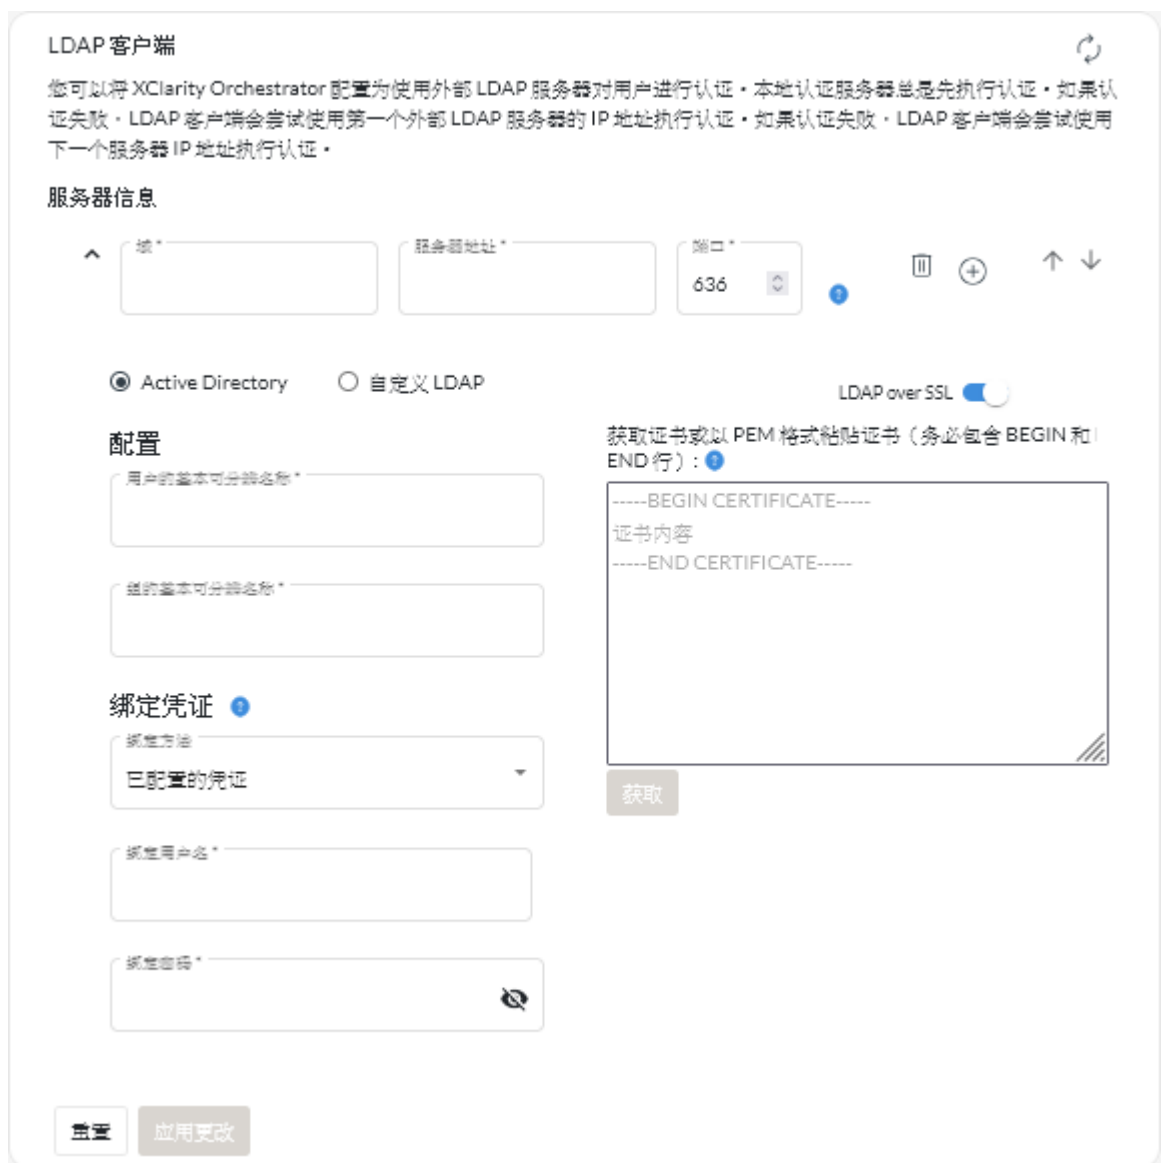 LDAP 客户端
您可以将 XClarity Orchestrator 配置为使用外部 LDAP 服务器对用户进行认证。本地认证服务器总是先执行认证。如果认
证失败，LDAP 客户端会尝试使用第一个外部 LDAP 服务器的 IP 地址执行认证。如果认证失败，LDAP 客户端会尝试使用
下一个服务器 IP 地址执行认证。
服务器信息
域 *
服务器地址 *
端口 *
636
Active Directory
自定义 LDAP
LDAP over SSL
配置
获取证书或以 PEM 格式粘贴证书（务必包含 BEGIN 和
END 行）:
用户的基本可分辨名称 *
-----BEGIN CERTIFICATE-----
证书内容
-----END CERTIFICATE-----
组的基本可分辨名称 *
绑定凭证
绑定方法
已配置的凭证
获取
绑定用户名 *
绑定密码 *
重置
应用更改